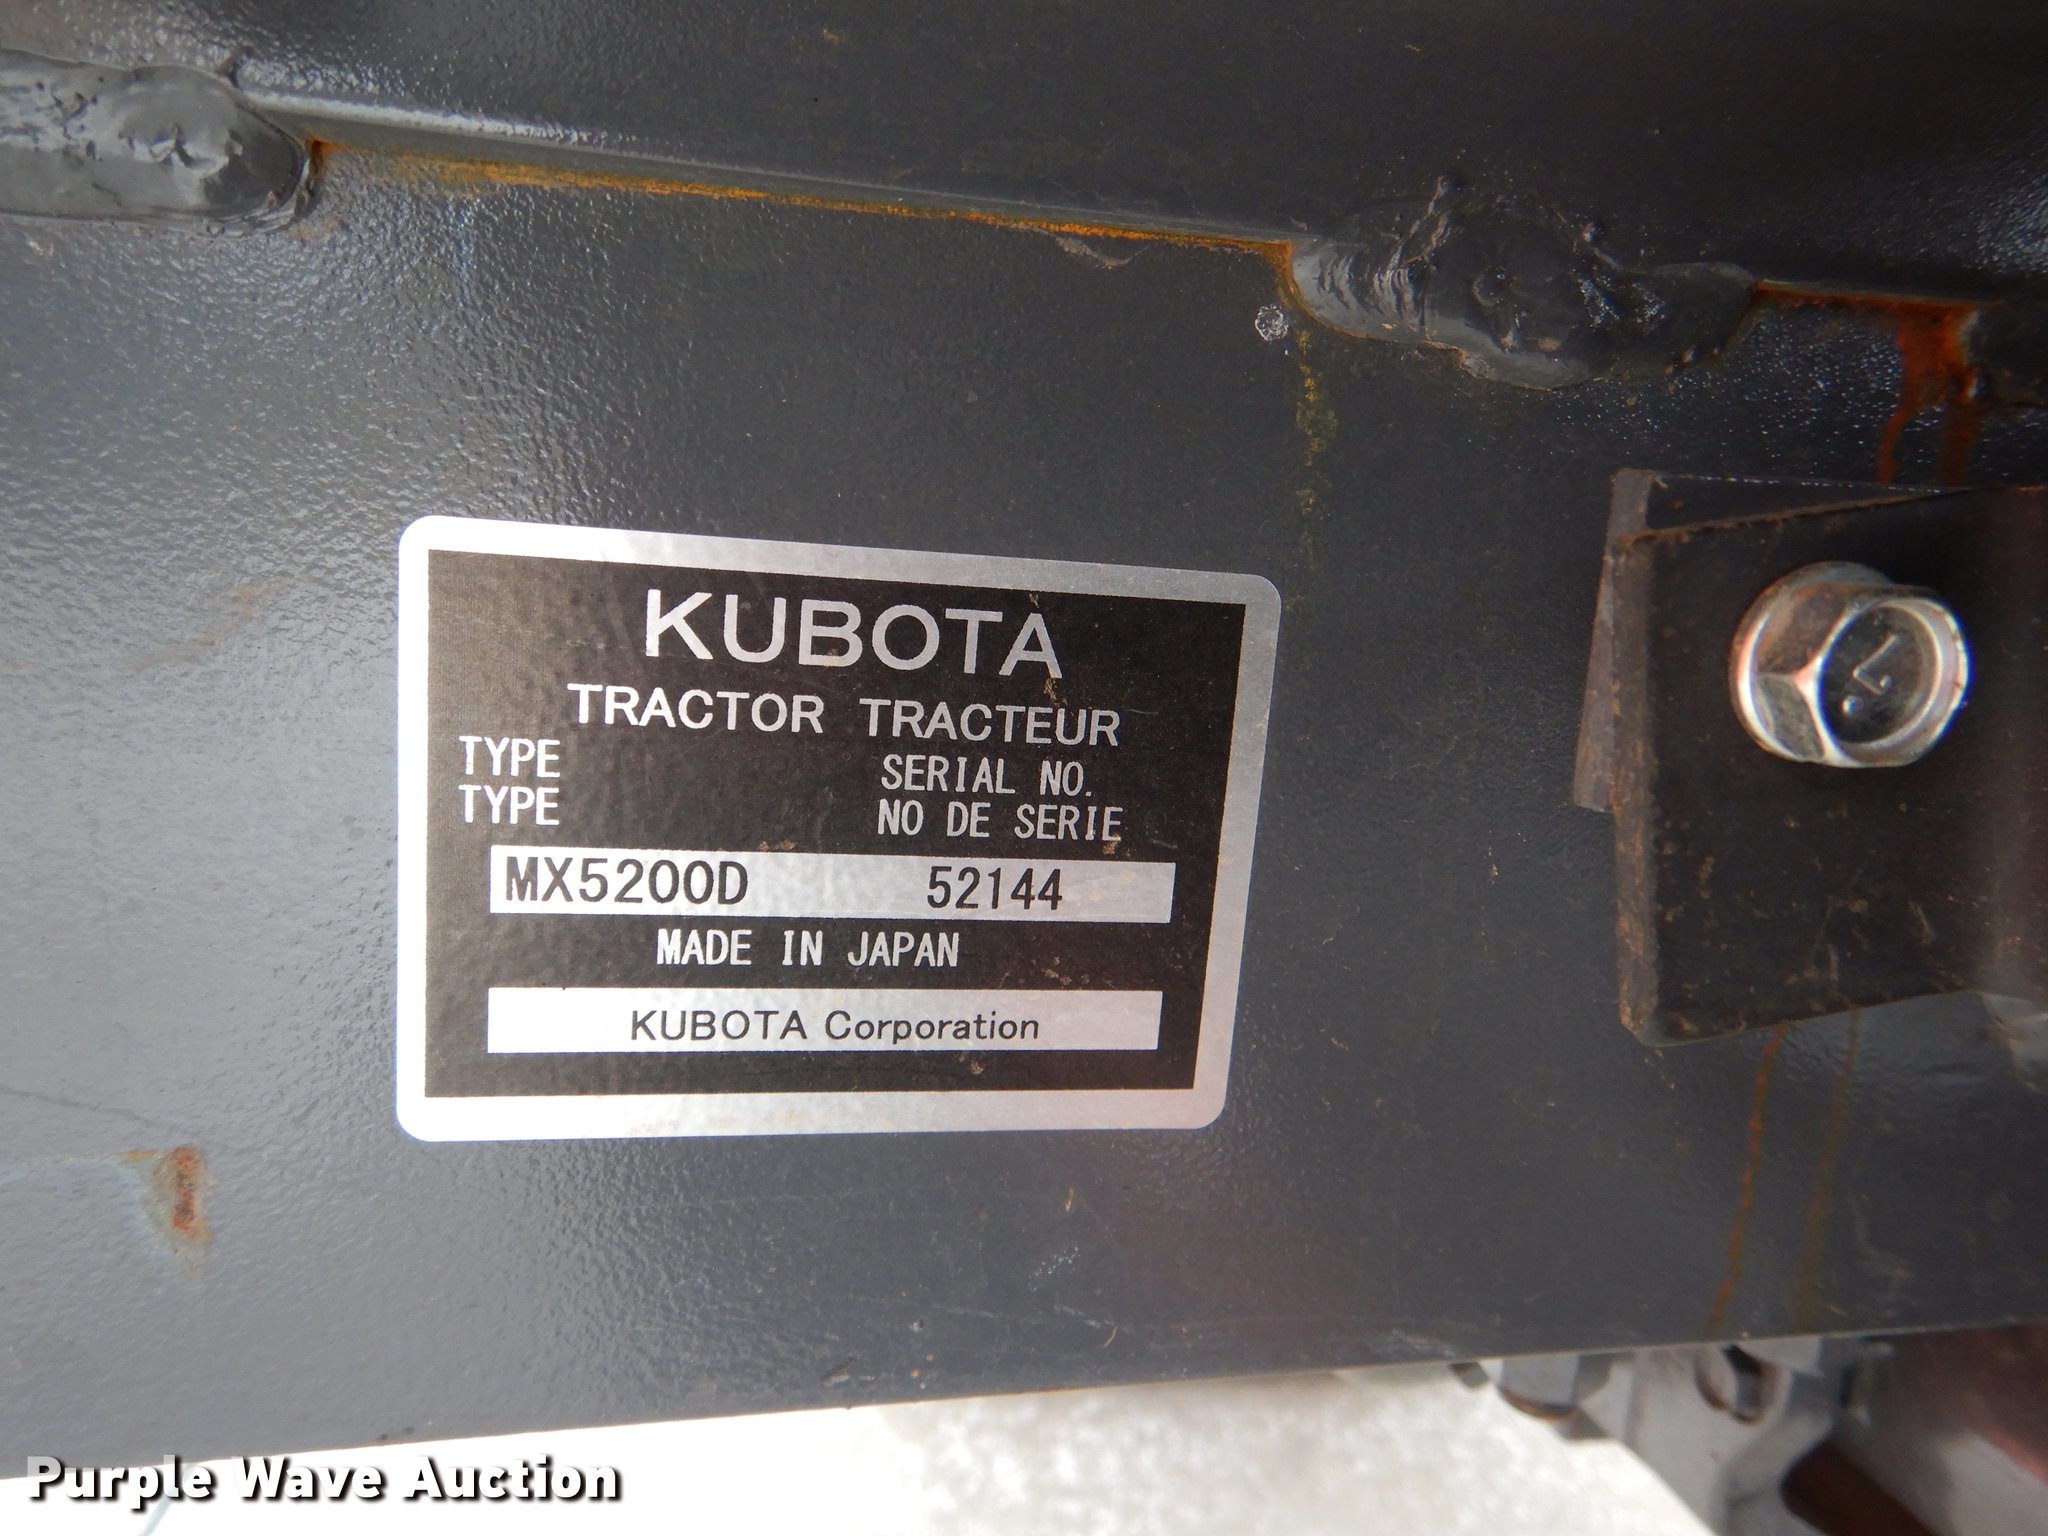 KUBOTA
TRACTOR TRACTEUR
TYPE SERIAL NO.
TYPE NO DE SERIE
MX5200D 52144
MADE IN JAPAN
KUBOTA Corporation
7
Purple Wave Auction